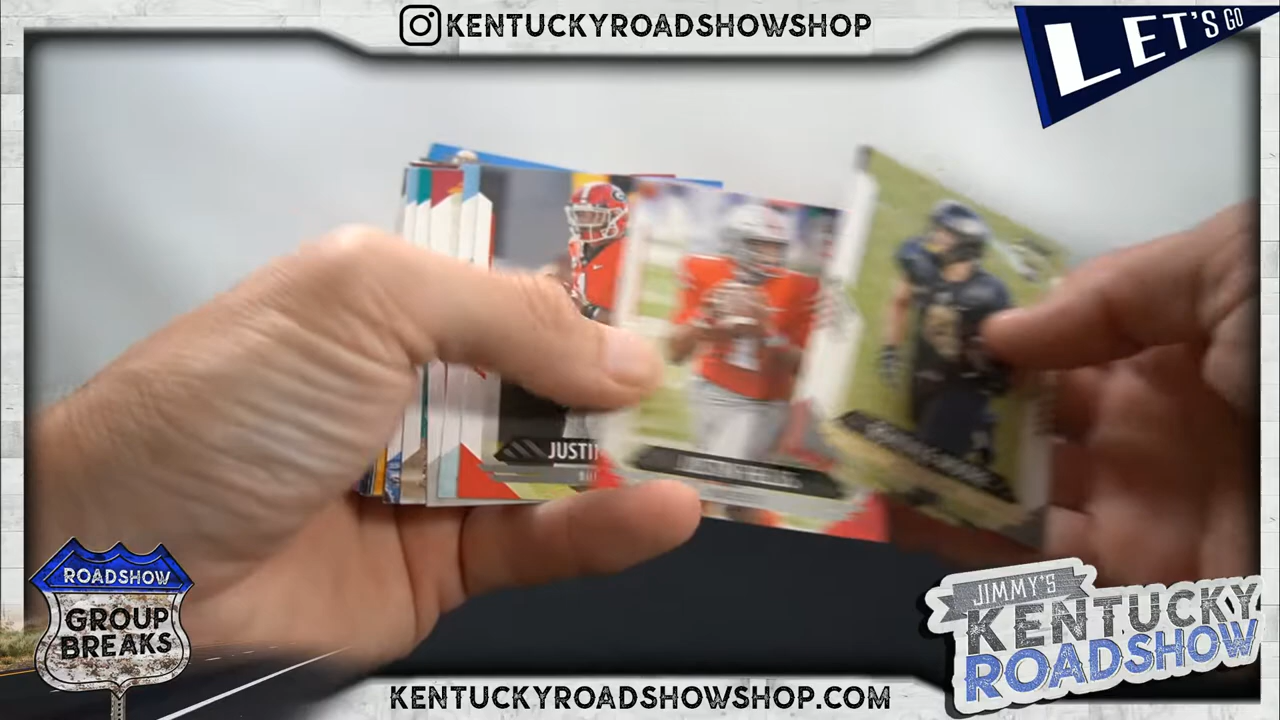 KENTUCKYROADSHOWSHOP
LET'S GO
JUSTI
ROADSHOW
GROUP
BREAKS
JIMMY'S
KENTUCKY
ROADSHOW
KENTUCKYROADSHOWSHOP.COM